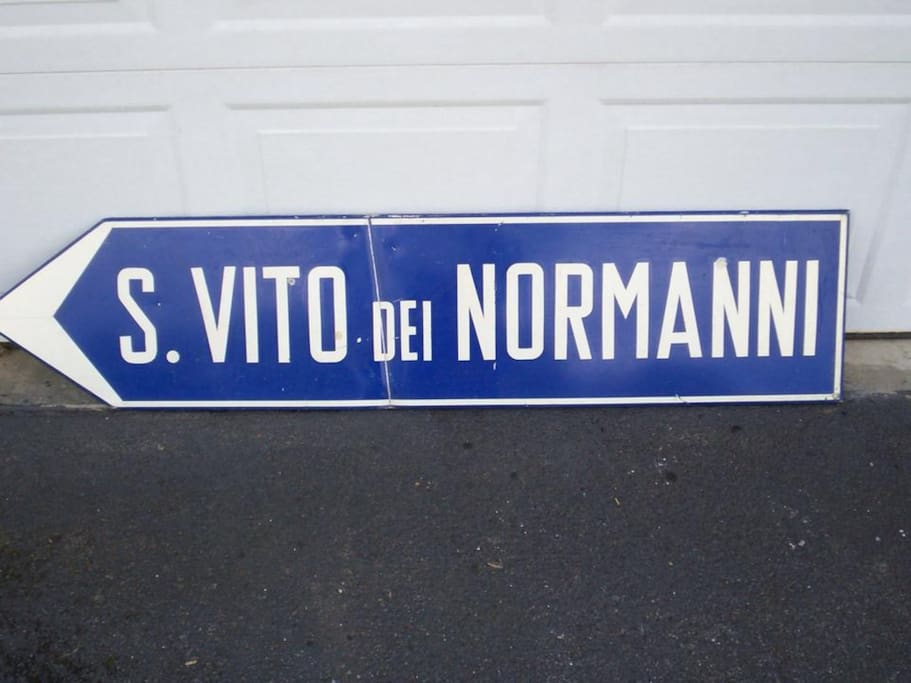 S. VITO DEI NORMANNI